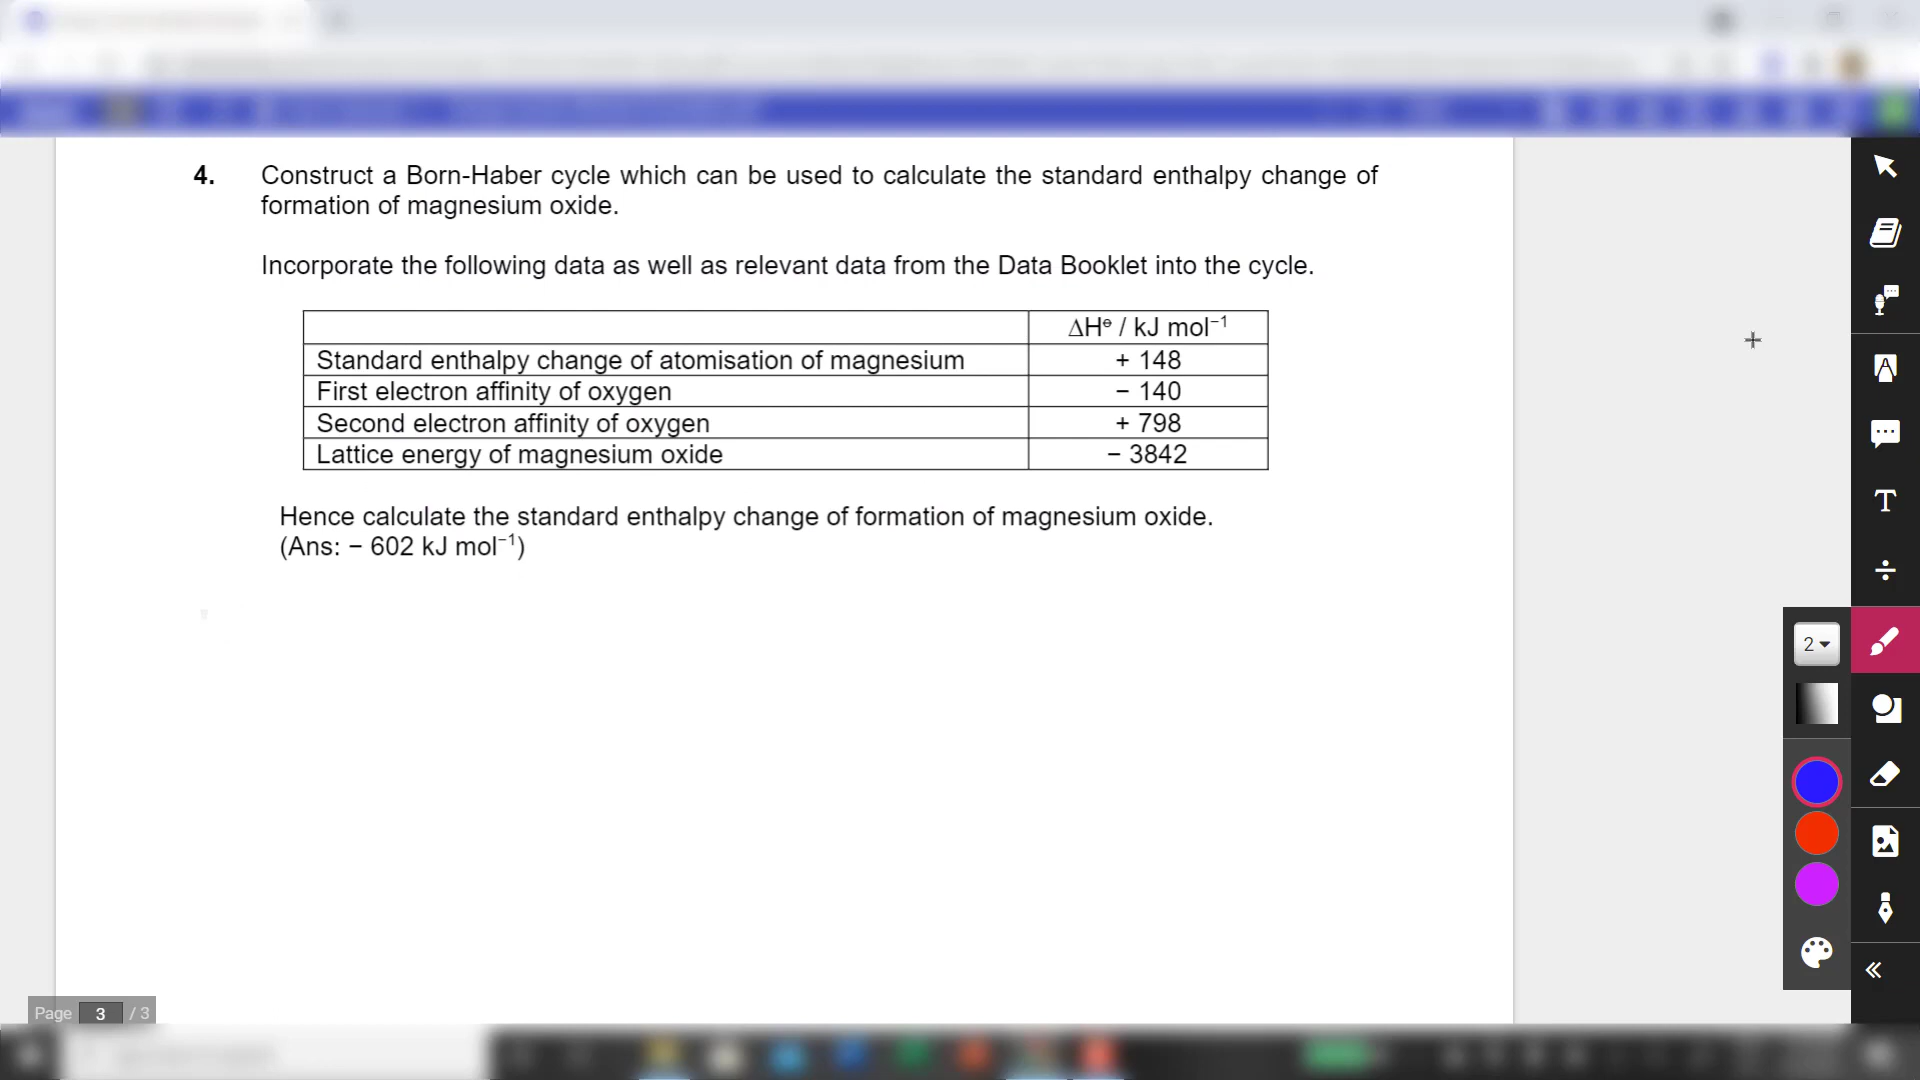 4. Construct a Born-Haber cycle which can be used to calculate the standard enthalpy change of
formation of magnesium oxide.
Incorporate the following data as well as relevant data from the Data Booklet into the cycle.
ΔH⦵ / kJ mol⁻¹
Standard enthalpy change of atomisation of magnesium + 148
First electron affinity of oxygen − 140
Second electron affinity of oxygen + 798
Lattice energy of magnesium oxide − 3842
Hence calculate the standard enthalpy change of formation of magnesium oxide.
(Ans: − 602 kJ mol⁻¹)
2
Page 3 / 3